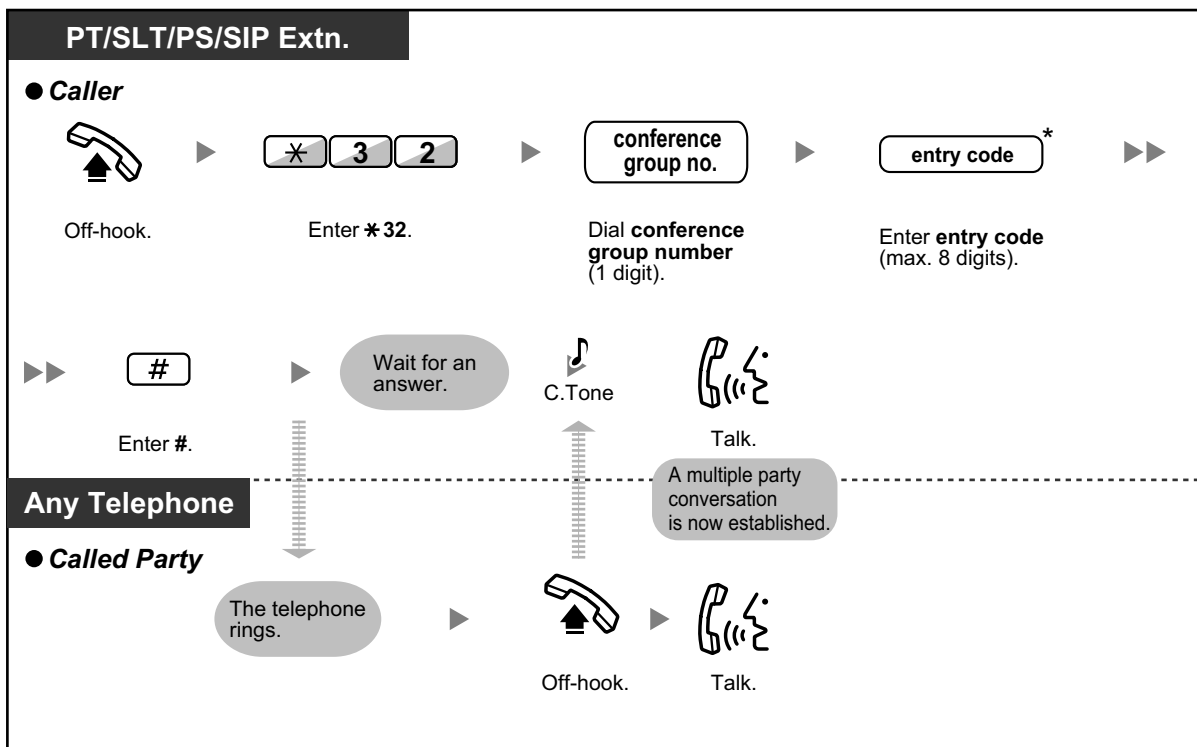 PT/SLT/PS/SIP Extn.
● Caller
* 3 2
conference
group no.
entry code*
Off-hook.
Enter *32.
Dial conference
group number
(1 digit).
Enter entry code
(max. 8 digits).
#
Wait for an
answer.
C.Tone
Enter #.
Talk.
A multiple party
conversation
is now established.
Any Telephone
● Called Party
The telephone
rings.
Off-hook.
Talk.